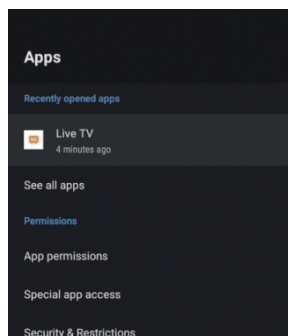 Apps
Recently opened apps
Live TV
4 minutes ago
See all apps
Permissions
App permissions
Special app access
Security & Restrictions